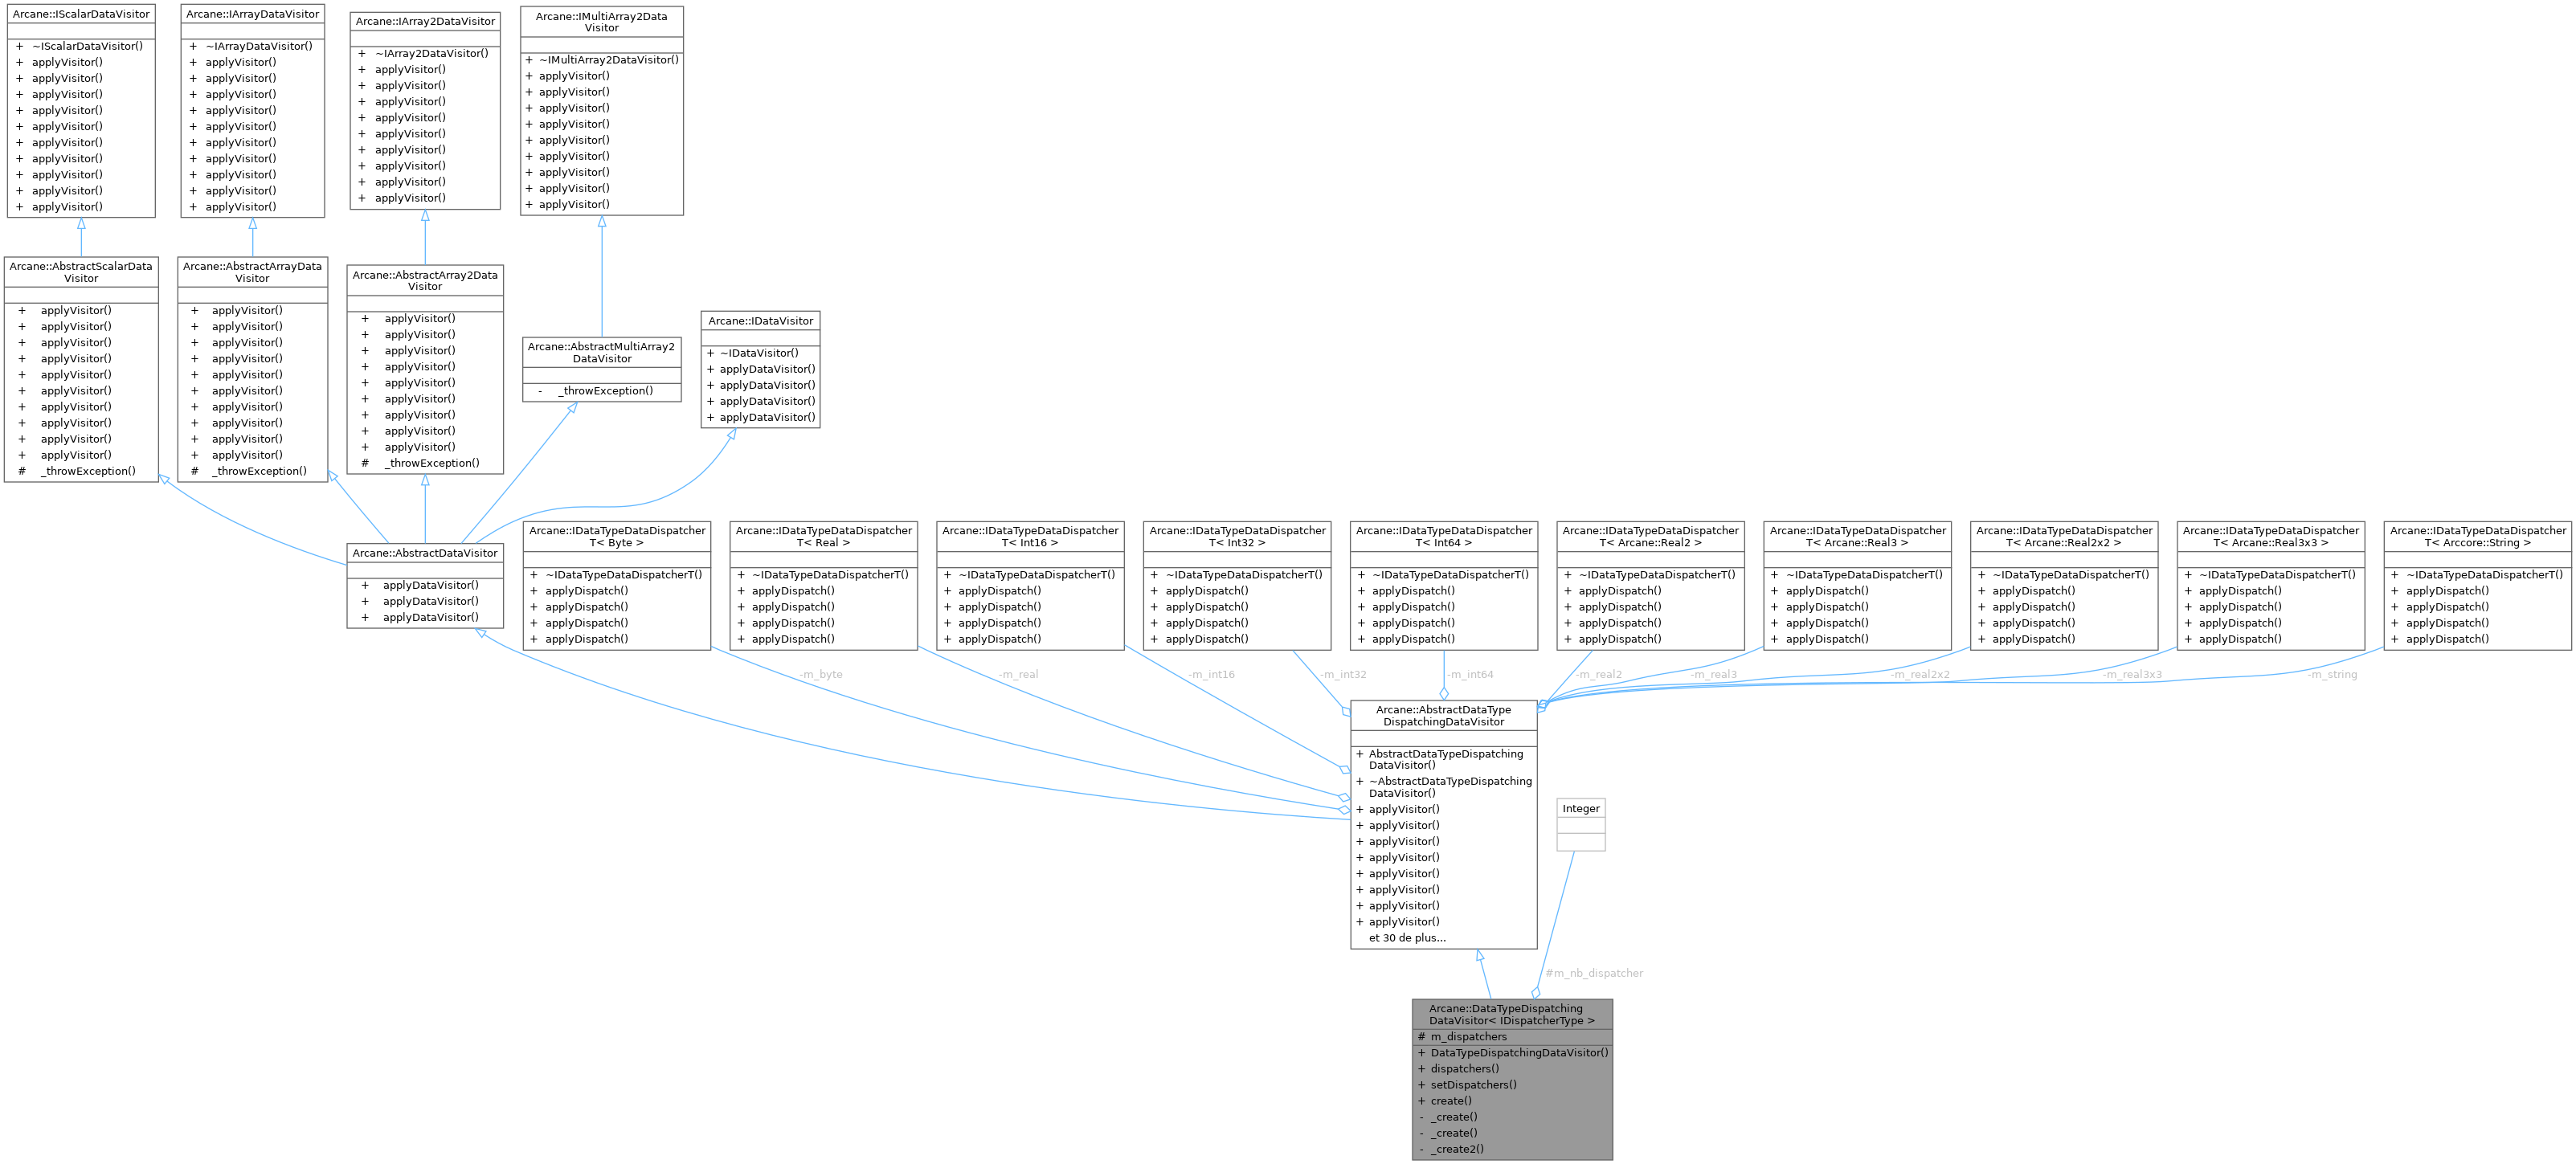 Arcane::IScalarDataVisitor
+ ~IScalarDataVisitor()
+ applyVisitor()
+ applyVisitor()
+ applyVisitor()
+ applyVisitor()
+ applyVisitor()
+ applyVisitor()
+ applyVisitor()
+ applyVisitor()
+ applyVisitor()
+ applyVisitor()
Arcane::IArrayDataVisitor
+ ~IArrayDataVisitor()
+ applyVisitor()
+ applyVisitor()
+ applyVisitor()
+ applyVisitor()
+ applyVisitor()
+ applyVisitor()
+ applyVisitor()
+ applyVisitor()
+ applyVisitor()
+ applyVisitor()
Arcane::IArray2DataVisitor
+ ~IArray2DataVisitor()
+ applyVisitor()
+ applyVisitor()
+ applyVisitor()
+ applyVisitor()
+ applyVisitor()
+ applyVisitor()
+ applyVisitor()
+ applyVisitor()
+ applyVisitor()
Arcane::IMultiArray2Data
Visitor
+ ~IMultiArray2DataVisitor()
+ applyVisitor()
+ applyVisitor()
+ applyVisitor()
+ applyVisitor()
+ applyVisitor()
+ applyVisitor()
+ applyVisitor()
+ applyVisitor()
+ applyVisitor()
Arcane::AbstractScalarData
Visitor
+ applyVisitor()
+ applyVisitor()
+ applyVisitor()
+ applyVisitor()
+ applyVisitor()
+ applyVisitor()
+ applyVisitor()
+ applyVisitor()
+ applyVisitor()
+ applyVisitor()
# _throwException()
Arcane::AbstractArrayData
Visitor
+ applyVisitor()
+ applyVisitor()
+ applyVisitor()
+ applyVisitor()
+ applyVisitor()
+ applyVisitor()
+ applyVisitor()
+ applyVisitor()
+ applyVisitor()
+ applyVisitor()
# _throwException()
Arcane::AbstractArray2Data
Visitor
+ applyVisitor()
+ applyVisitor()
+ applyVisitor()
+ applyVisitor()
+ applyVisitor()
+ applyVisitor()
+ applyVisitor()
+ applyVisitor()
+ applyVisitor()
# _throwException()
Arcane::AbstractMultiArray2
DataVisitor
- _throwException()
Arcane::IDataVisitor
+ ~IDataVisitor()
+ applyDataVisitor()
+ applyDataVisitor()
+ applyDataVisitor()
+ applyDataVisitor()
Arcane::AbstractDataVisitor
+ applyDataVisitor()
+ applyDataVisitor()
+ applyDataVisitor()
Arcane::IDataTypeDataDispatcher
T< Byte >
+ ~IDataTypeDataDispatcherT()
+ applyDispatch()
+ applyDispatch()
+ applyDispatch()
+ applyDispatch()
Arcane::IDataTypeDataDispatcher
T< Real >
+ ~IDataTypeDataDispatcherT()
+ applyDispatch()
+ applyDispatch()
+ applyDispatch()
+ applyDispatch()
Arcane::IDataTypeDataDispatcher
T< Int16 >
+ ~IDataTypeDataDispatcherT()
+ applyDispatch()
+ applyDispatch()
+ applyDispatch()
+ applyDispatch()
Arcane::IDataTypeDataDispatcher
T< Int32 >
+ ~IDataTypeDataDispatcherT()
+ applyDispatch()
+ applyDispatch()
+ applyDispatch()
+ applyDispatch()
Arcane::IDataTypeDataDispatcher
T< Int64 >
+ ~IDataTypeDataDispatcherT()
+ applyDispatch()
+ applyDispatch()
+ applyDispatch()
+ applyDispatch()
Arcane::IDataTypeDataDispatcher
T< Arcane::Real2 >
+ ~IDataTypeDataDispatcherT()
+ applyDispatch()
+ applyDispatch()
+ applyDispatch()
+ applyDispatch()
Arcane::IDataTypeDataDispatcher
T< Arcane::Real3 >
+ ~IDataTypeDataDispatcherT()
+ applyDispatch()
+ applyDispatch()
+ applyDispatch()
+ applyDispatch()
Arcane::IDataTypeDataDispatcher
T< Arcane::Real2x2 >
+ ~IDataTypeDataDispatcherT()
+ applyDispatch()
+ applyDispatch()
+ applyDispatch()
+ applyDispatch()
Arcane::IDataTypeDataDispatcher
T< Arcane::Real3x3 >
+ ~IDataTypeDataDispatcherT()
+ applyDispatch()
+ applyDispatch()
+ applyDispatch()
+ applyDispatch()
Arcane::IDataTypeDataDispatcher
T< Arccore::String >
+ ~IDataTypeDataDispatcherT()
+ applyDispatch()
+ applyDispatch()
+ applyDispatch()
+ applyDispatch()
-m_byte
-m_real
-m_int16
-m_int32
-m_int64
-m_real2
-m_real3
-m_real2x2
-m_real3x3
-m_string
Arcane::AbstractDataType
DispatchingDataVisitor
+ AbstractDataTypeDispatching
DataVisitor()
+ ~AbstractDataTypeDispatching
DataVisitor()
+ applyVisitor()
+ applyVisitor()
+ applyVisitor()
+ applyVisitor()
+ applyVisitor()
+ applyVisitor()
+ applyVisitor()
+ applyVisitor()
et 30 de plus...
Integer
#m_nb_dispatcher
Arcane::DataTypeDispatching
DataVisitor< IDispatcherType >
# m_dispatchers
+ DataTypeDispatchingDataVisitor()
+ dispatchers()
+ setDispatchers()
+ create()
- _create()
- _create()
- _create2()